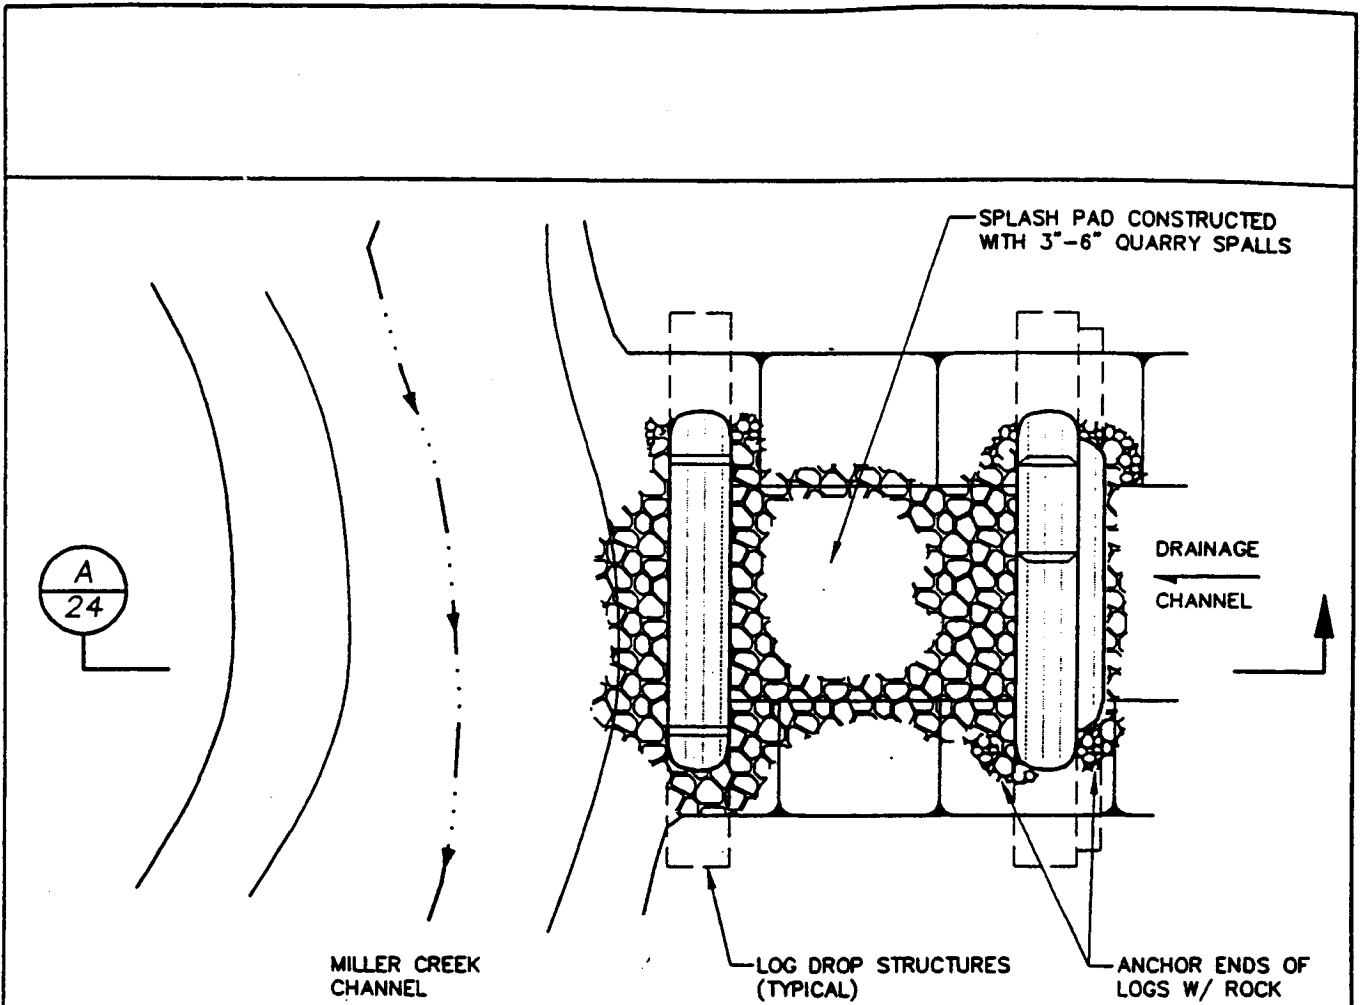 SPLASH PAD CONSTRUCTED
WITH 3"-6" QUARRY SPALLS
A
24
DRAINAGE
CHANNEL
MILLER CREEK
CHANNEL
LOG DROP STRUCTURES
(TYPICAL)
ANCHOR ENDS OF
LOGS W/ ROCK